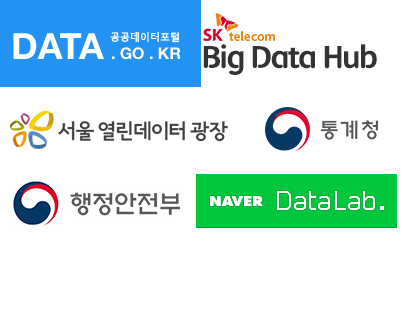 DATA 공공데이터포털
. GO . KR
SK telecom
Big Data Hub
서울 열린데이터 광장
통계청
행정안전부
NAVER DataLab.